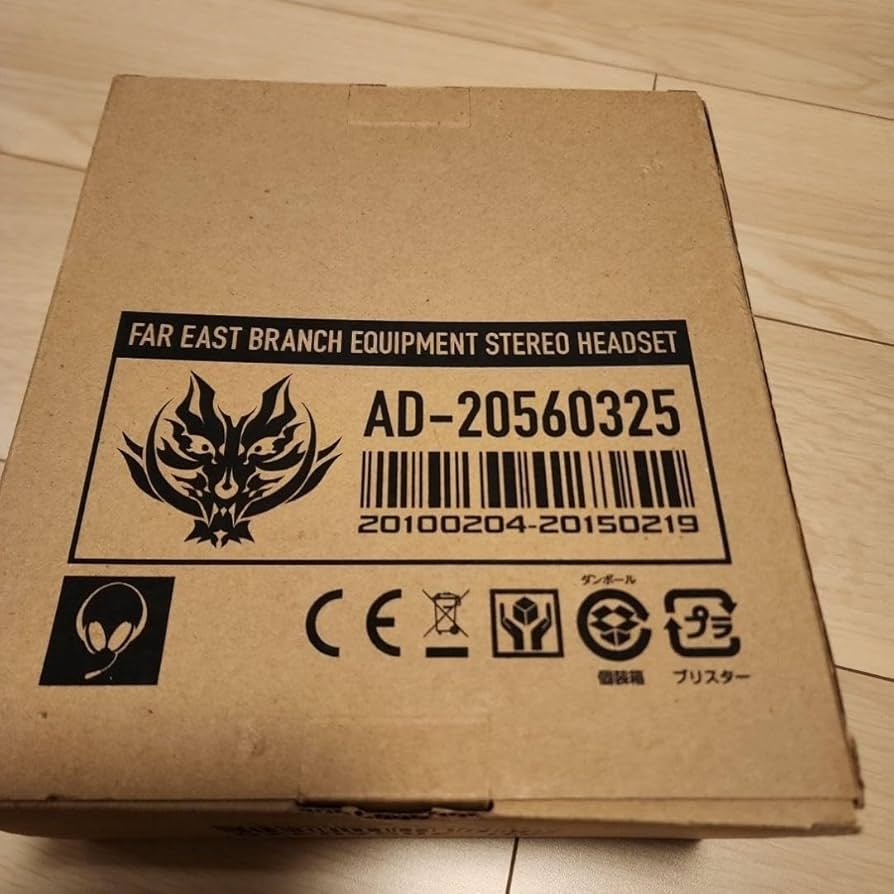 FAR EAST BRANCH EQUIPMENT STEREO HEADSET
AD-20560325
20100204-20150219
CE
ダンボール
プラ
個装箱
ブリスター